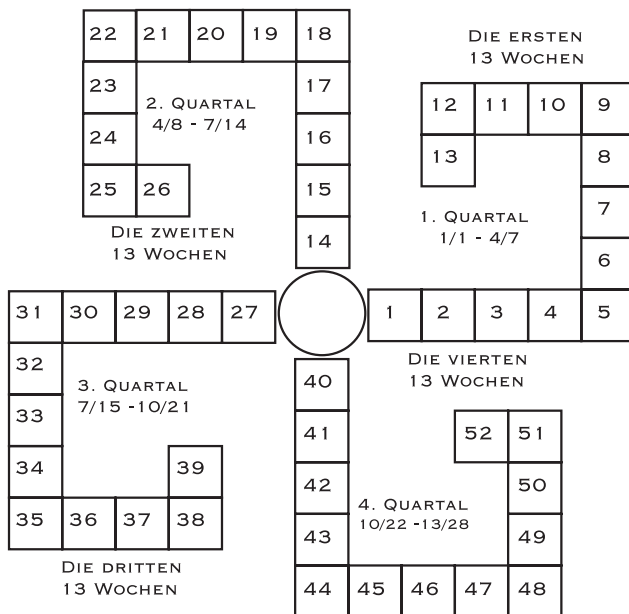 DIE ERSTEN
13 WOCHEN
22 21 20 19 18
23 17
2. QUARTAL
4/8 - 7/14
24 16
25 26 15
14
DIE ZWEITEN
13 WOCHEN
12 11 10 9
13 8
7
1. QUARTAL
1/1 - 4/7
6
31 30 29 28 27
1 2 3 4 5
32
3. QUARTAL
7/15 -10/21
33
34 39
35 36 37 38
DIE DRITTEN
13 WOCHEN
DIE VIERTEN
13 WOCHEN
40
41 52 51
42 50
4. QUARTAL
10/22 -13/28
43 49
44 45 46 47 48